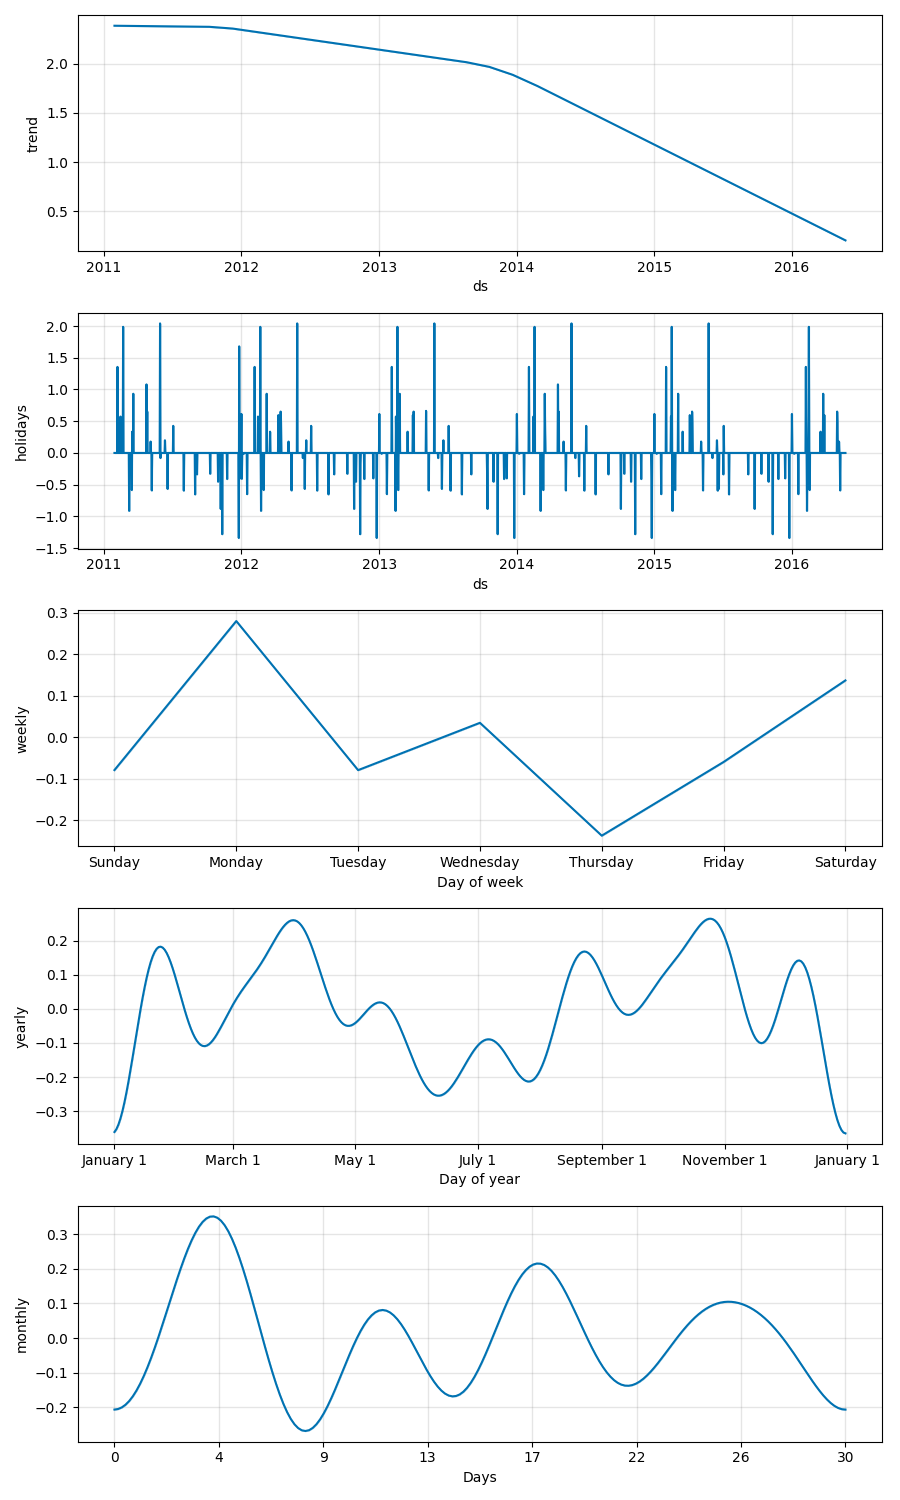 trend
2.0
1.5
1.0
0.5
2011 2012 2013 2014 2015 2016
ds
holidays
2.0
1.5
1.0
0.5
0.0
−0.5
−1.0
−1.5
2011 2012 2013 2014 2015 2016
ds
weekly
0.3
0.2
0.1
0.0
−0.1
−0.2
Sunday Monday Tuesday Wednesday Thursday Friday Saturday
Day of week
yearly
0.2
0.1
0.0
−0.1
−0.2
−0.3
January 1 March 1 May 1 July 1 September 1 November 1 January 1
Day of year
monthly
0.3
0.2
0.1
0.0
−0.1
−0.2
0 4 9 13 17 22 26 30
Days